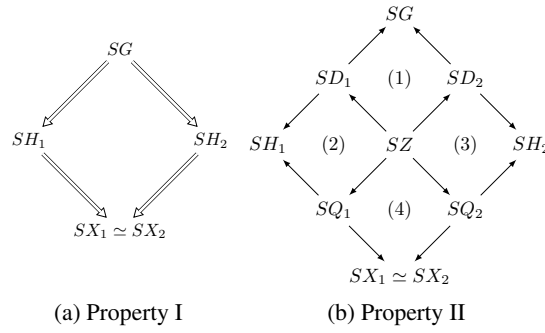 SG
SH₁ SH₂
SX₁ ≃ SX₂
(a) Property I
SG
SD₁ (1) SD₂
SH₁ (2) SZ (3) SH₂
SQ₁ (4) SQ₂
SX₁ ≃ SX₂
(b) Property II